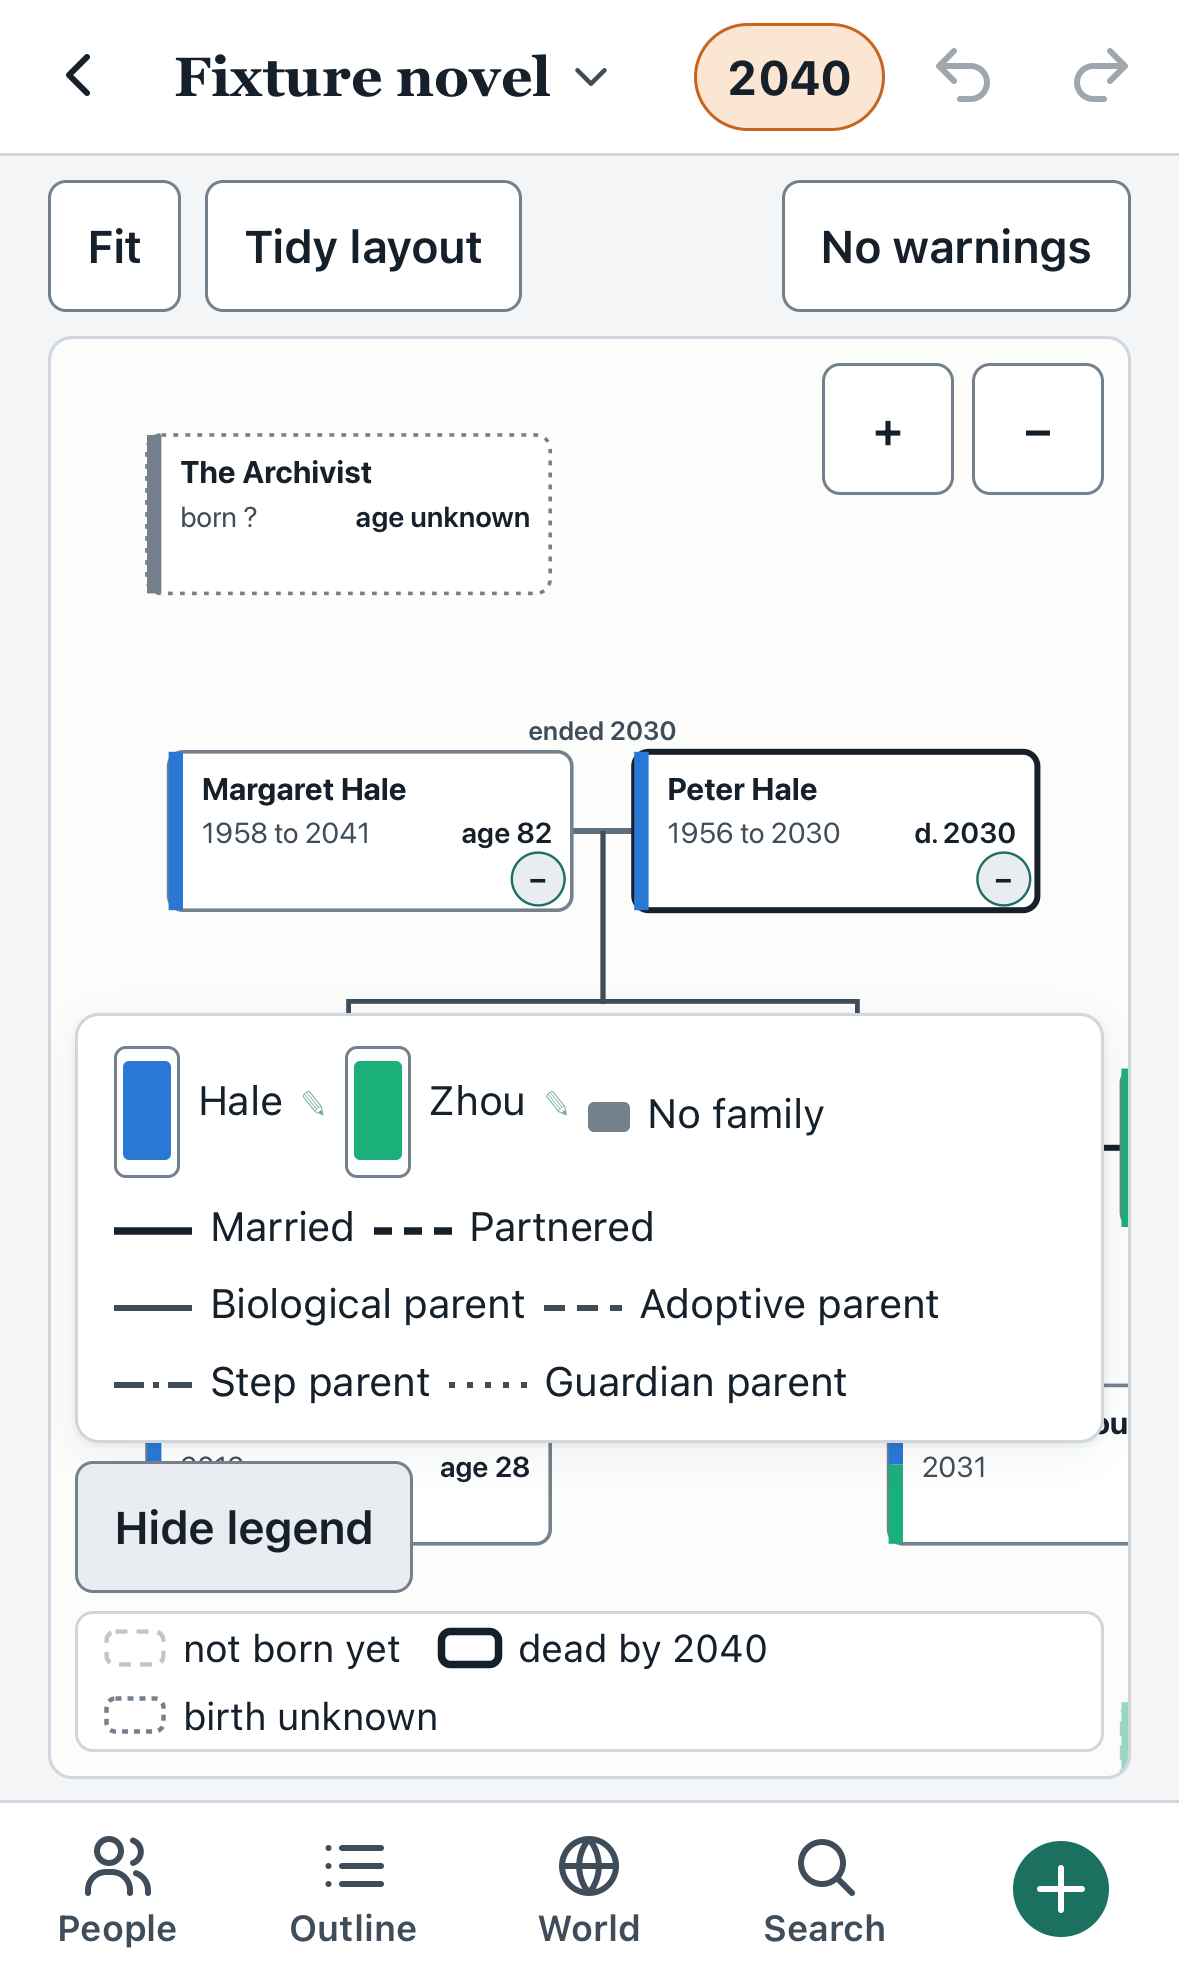 Fixture novel
2040
Fit
Tidy layout
No warnings
+
−
The Archivist
born ?
age unknown
ended 2030
Margaret Hale
1958 to 2041
age 82
−
Peter Hale
1956 to 2030
d. 2030
−
Hale
Zhou
No family
Married
Partnered
Biological parent
Adoptive parent
Step parent
Guardian parent
age 28
2031
Hide legend
not born yet
dead by 2040
birth unknown
People
Outline
World
Search